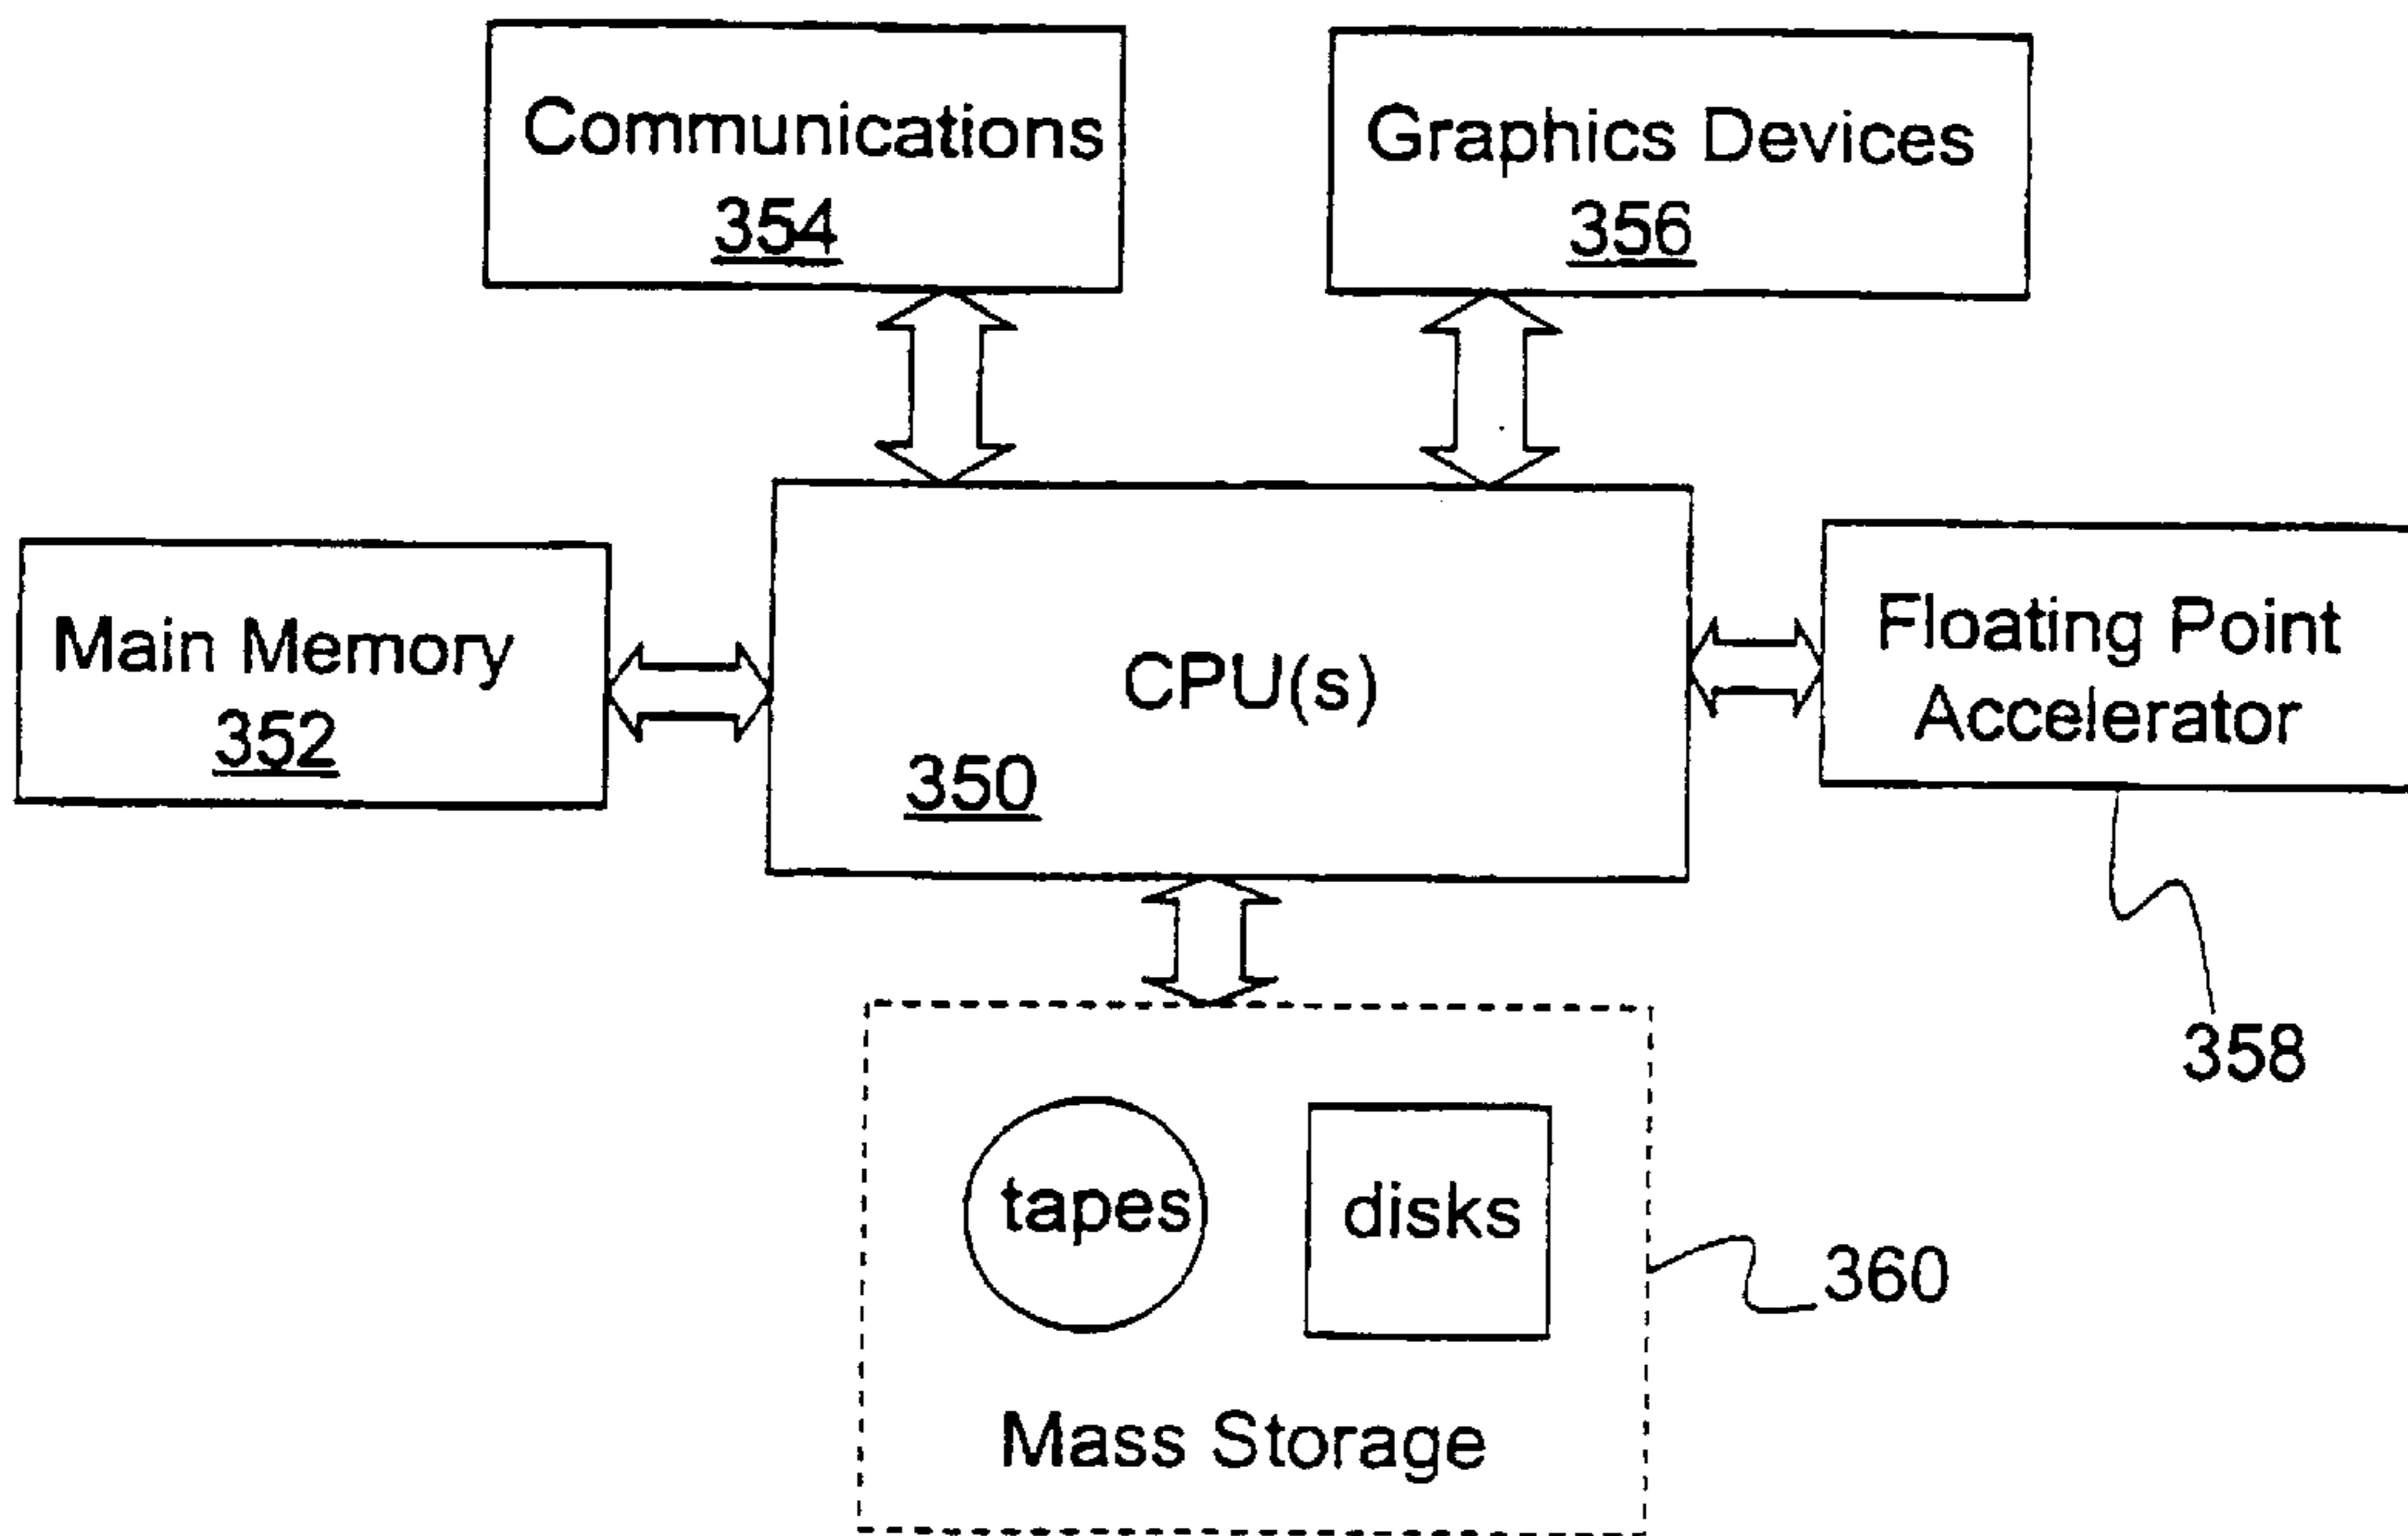 Communications
354
Graphics Devices
356
Main Memory
352
CPU(s)
350
Floating Point
Accelerator
358
tapes
disks
360
Mass Storage